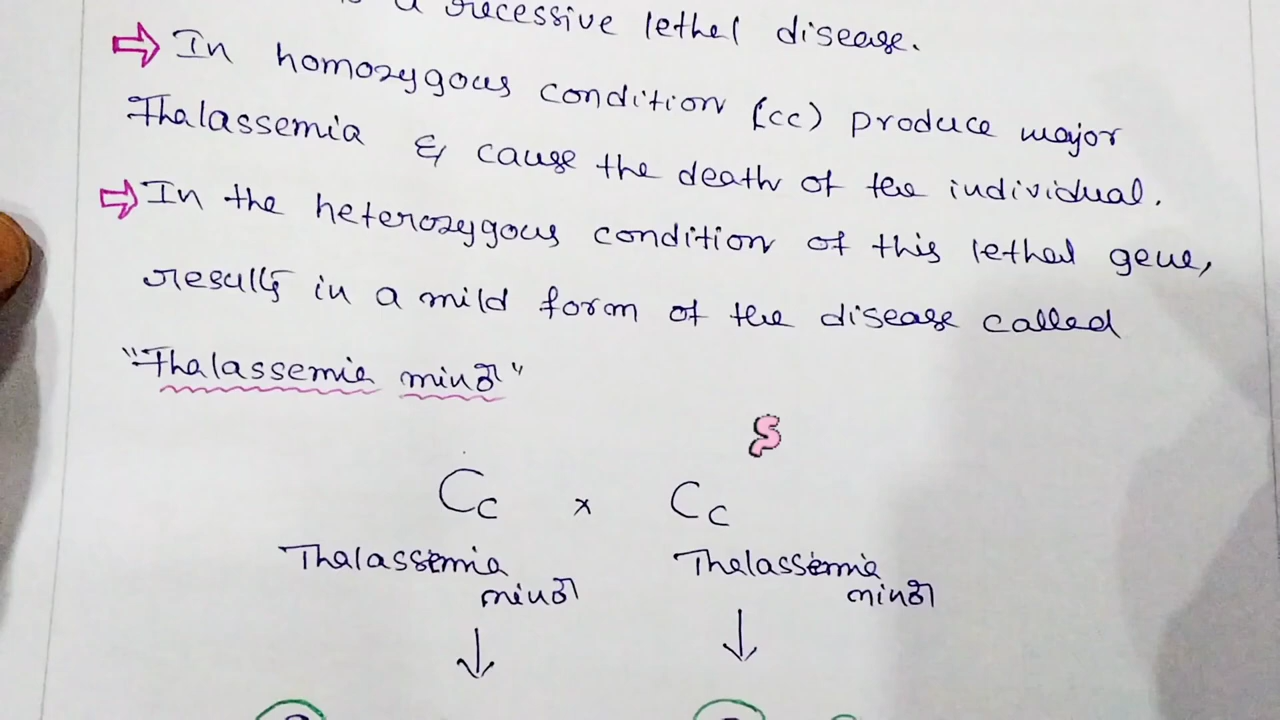 a recessive lethel disease.
⇒ In homozygous condition (cc) produce major
Thalassemia & cause the death of the individual.
⇒ In the heterozygous condition of this lethal gene,
results in a mild form of the disease called
"Thalassemia minor"
Cc × Cc
Thalassemia minor Thalassemia minor
↓ ↓